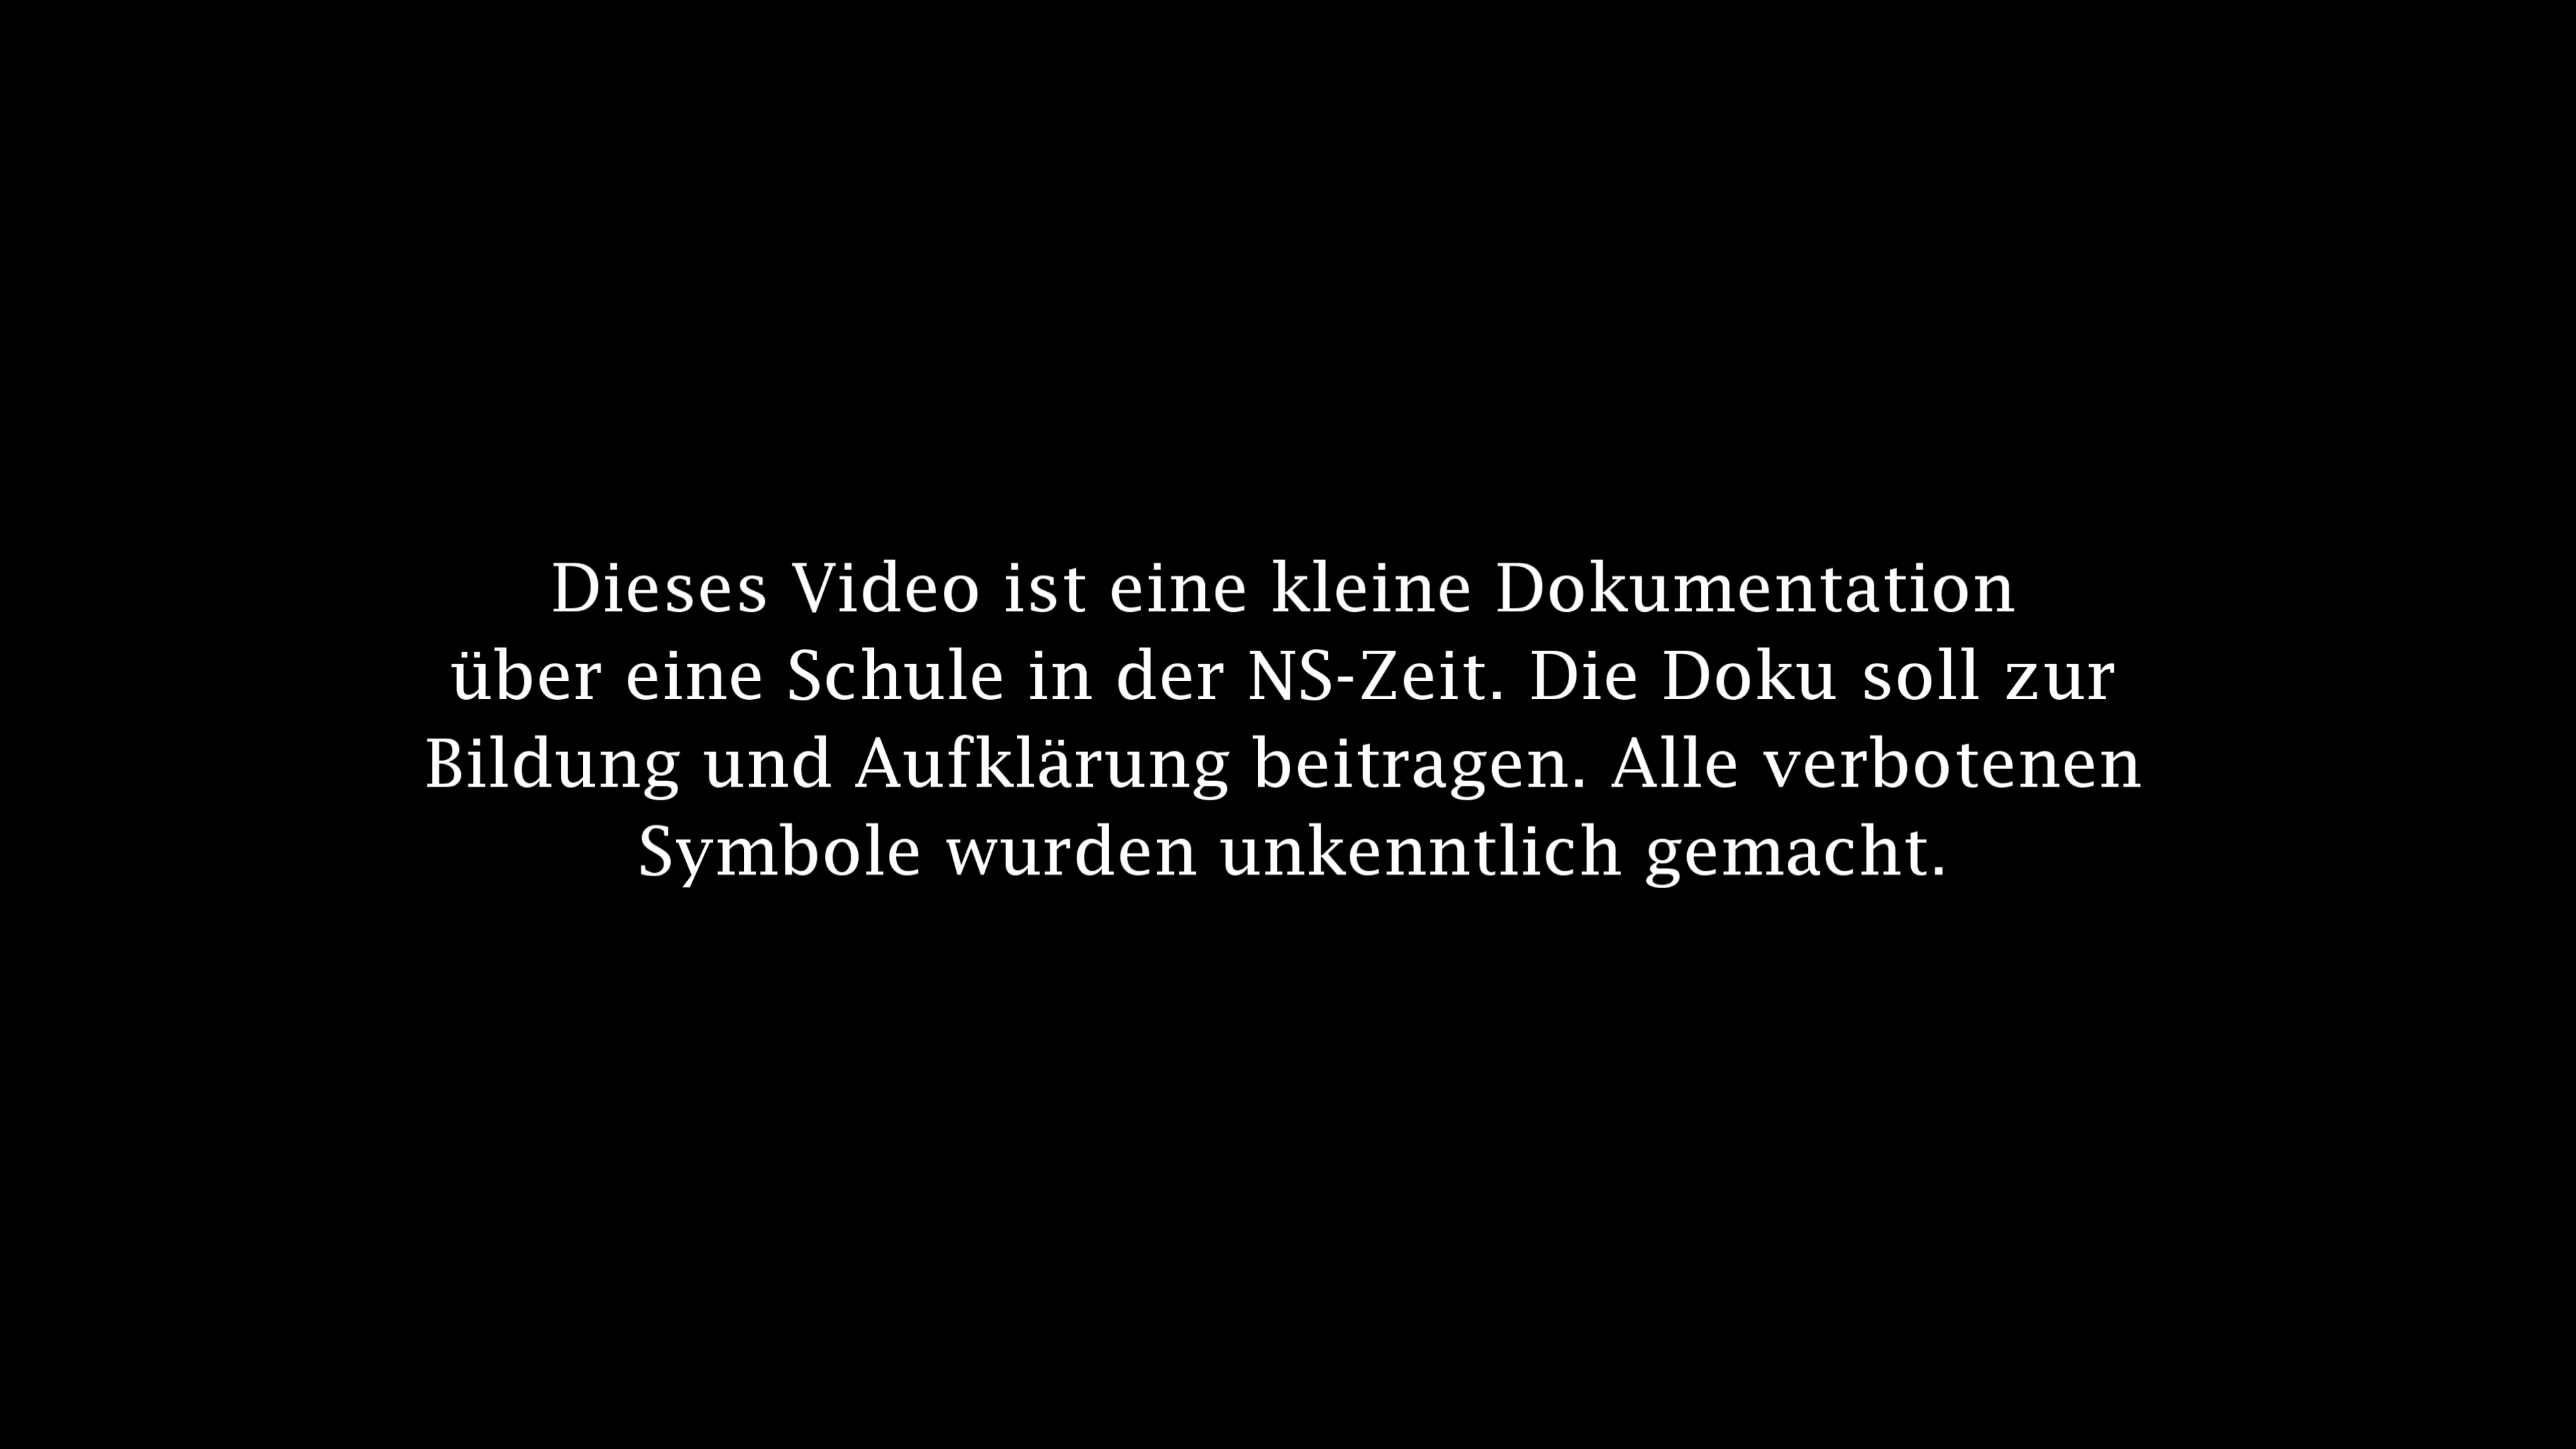 Dieses Video ist eine kleine Dokumentation
über eine Schule in der NS-Zeit. Die Doku soll zur
Bildung und Aufklärung beitragen. Alle verbotenen
Symbole wurden unkenntlich gemacht.